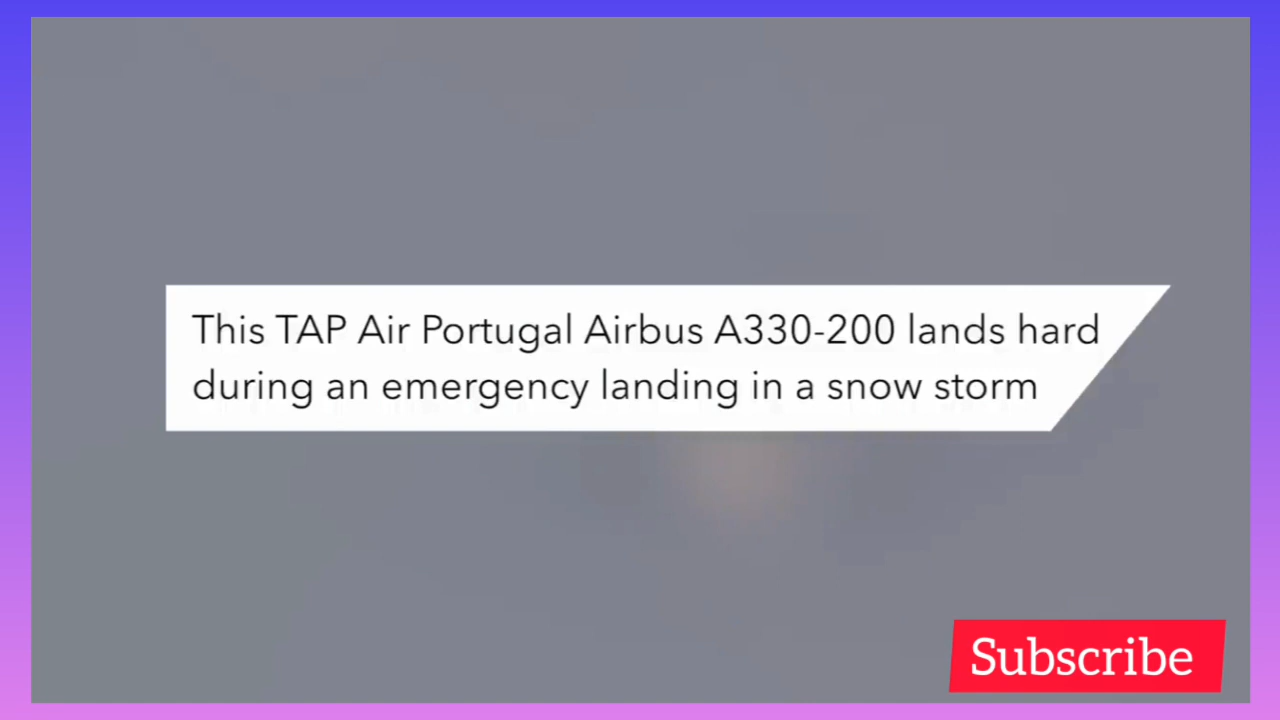 This TAP Air Portugal Airbus A330-200 lands hard
during an emergency landing in a snow storm
Subscribe